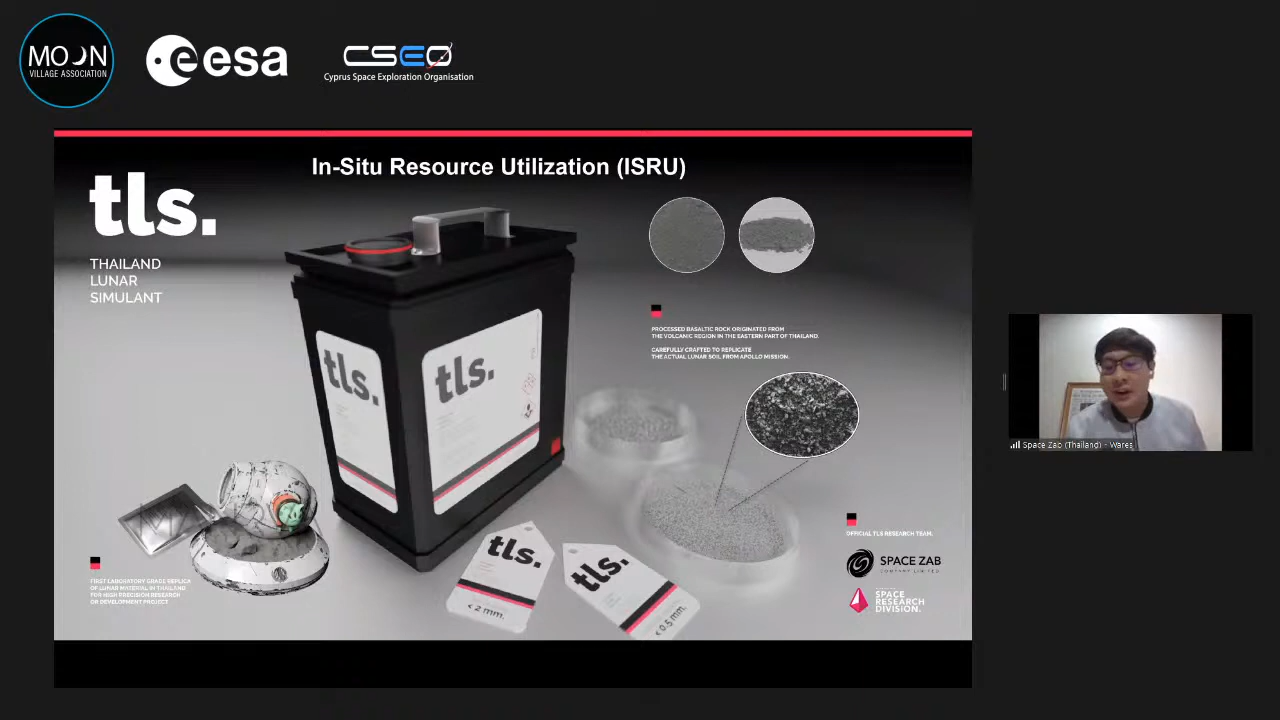 MOON
VILLAGE ASSOCIATION
esa
CSEO
Cyprus Space Exploration Organisation
In-Situ Resource Utilization (ISRU)
tls.
THAILAND
LUNAR
SIMULANT
tls.
tls.
PROCESSED BASALTIC ROCK ORIGINATED FROM
THE VOLCANIC REGION IN THE EASTERN PART OF THAILAND.
CAREFULLY CRAFTED TO REPLICATE
THE ACTUAL LUNAR SOIL FROM APOLLO MISSION.
Space Zab (Thailand) - Wares
OFFICIAL TLS RESEARCH TEAM.
SPACE ZAB
COMPANY LIMITED
SPACE
RESEARCH
DIVISION.
FIRST LABORATORY GRADE REPLICA
OF LUNAR MATERIAL IN THAILAND
FOR HIGH PRECISION RESEARCH
OR DEVELOPMENT PROJECT
tls.
< 2 mm.
tls.
< 0.5 mm.